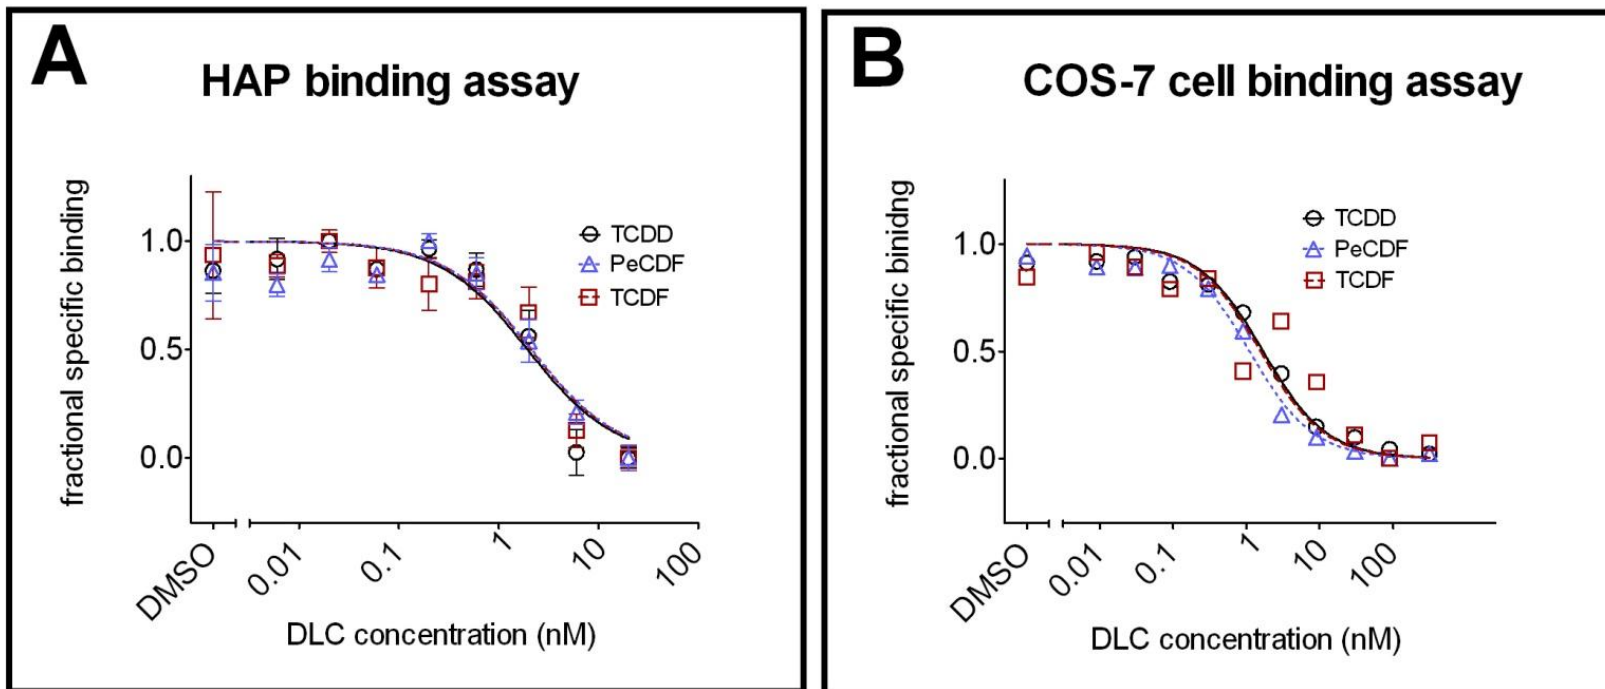 A
HAP binding assay
fractional specific binding
1.0
0.5
0.0
TCDD
PeCDF
TCDF
DMSO
0.01
0.1
1
10
100
DLC concentration (nM)
B
COS-7 cell binding assay
fractional specific binidng
1.0
0.5
0.0
TCDD
PeCDF
TCDF
DMSO
0.01
0.1
1
10
100
DLC concentration (nM)